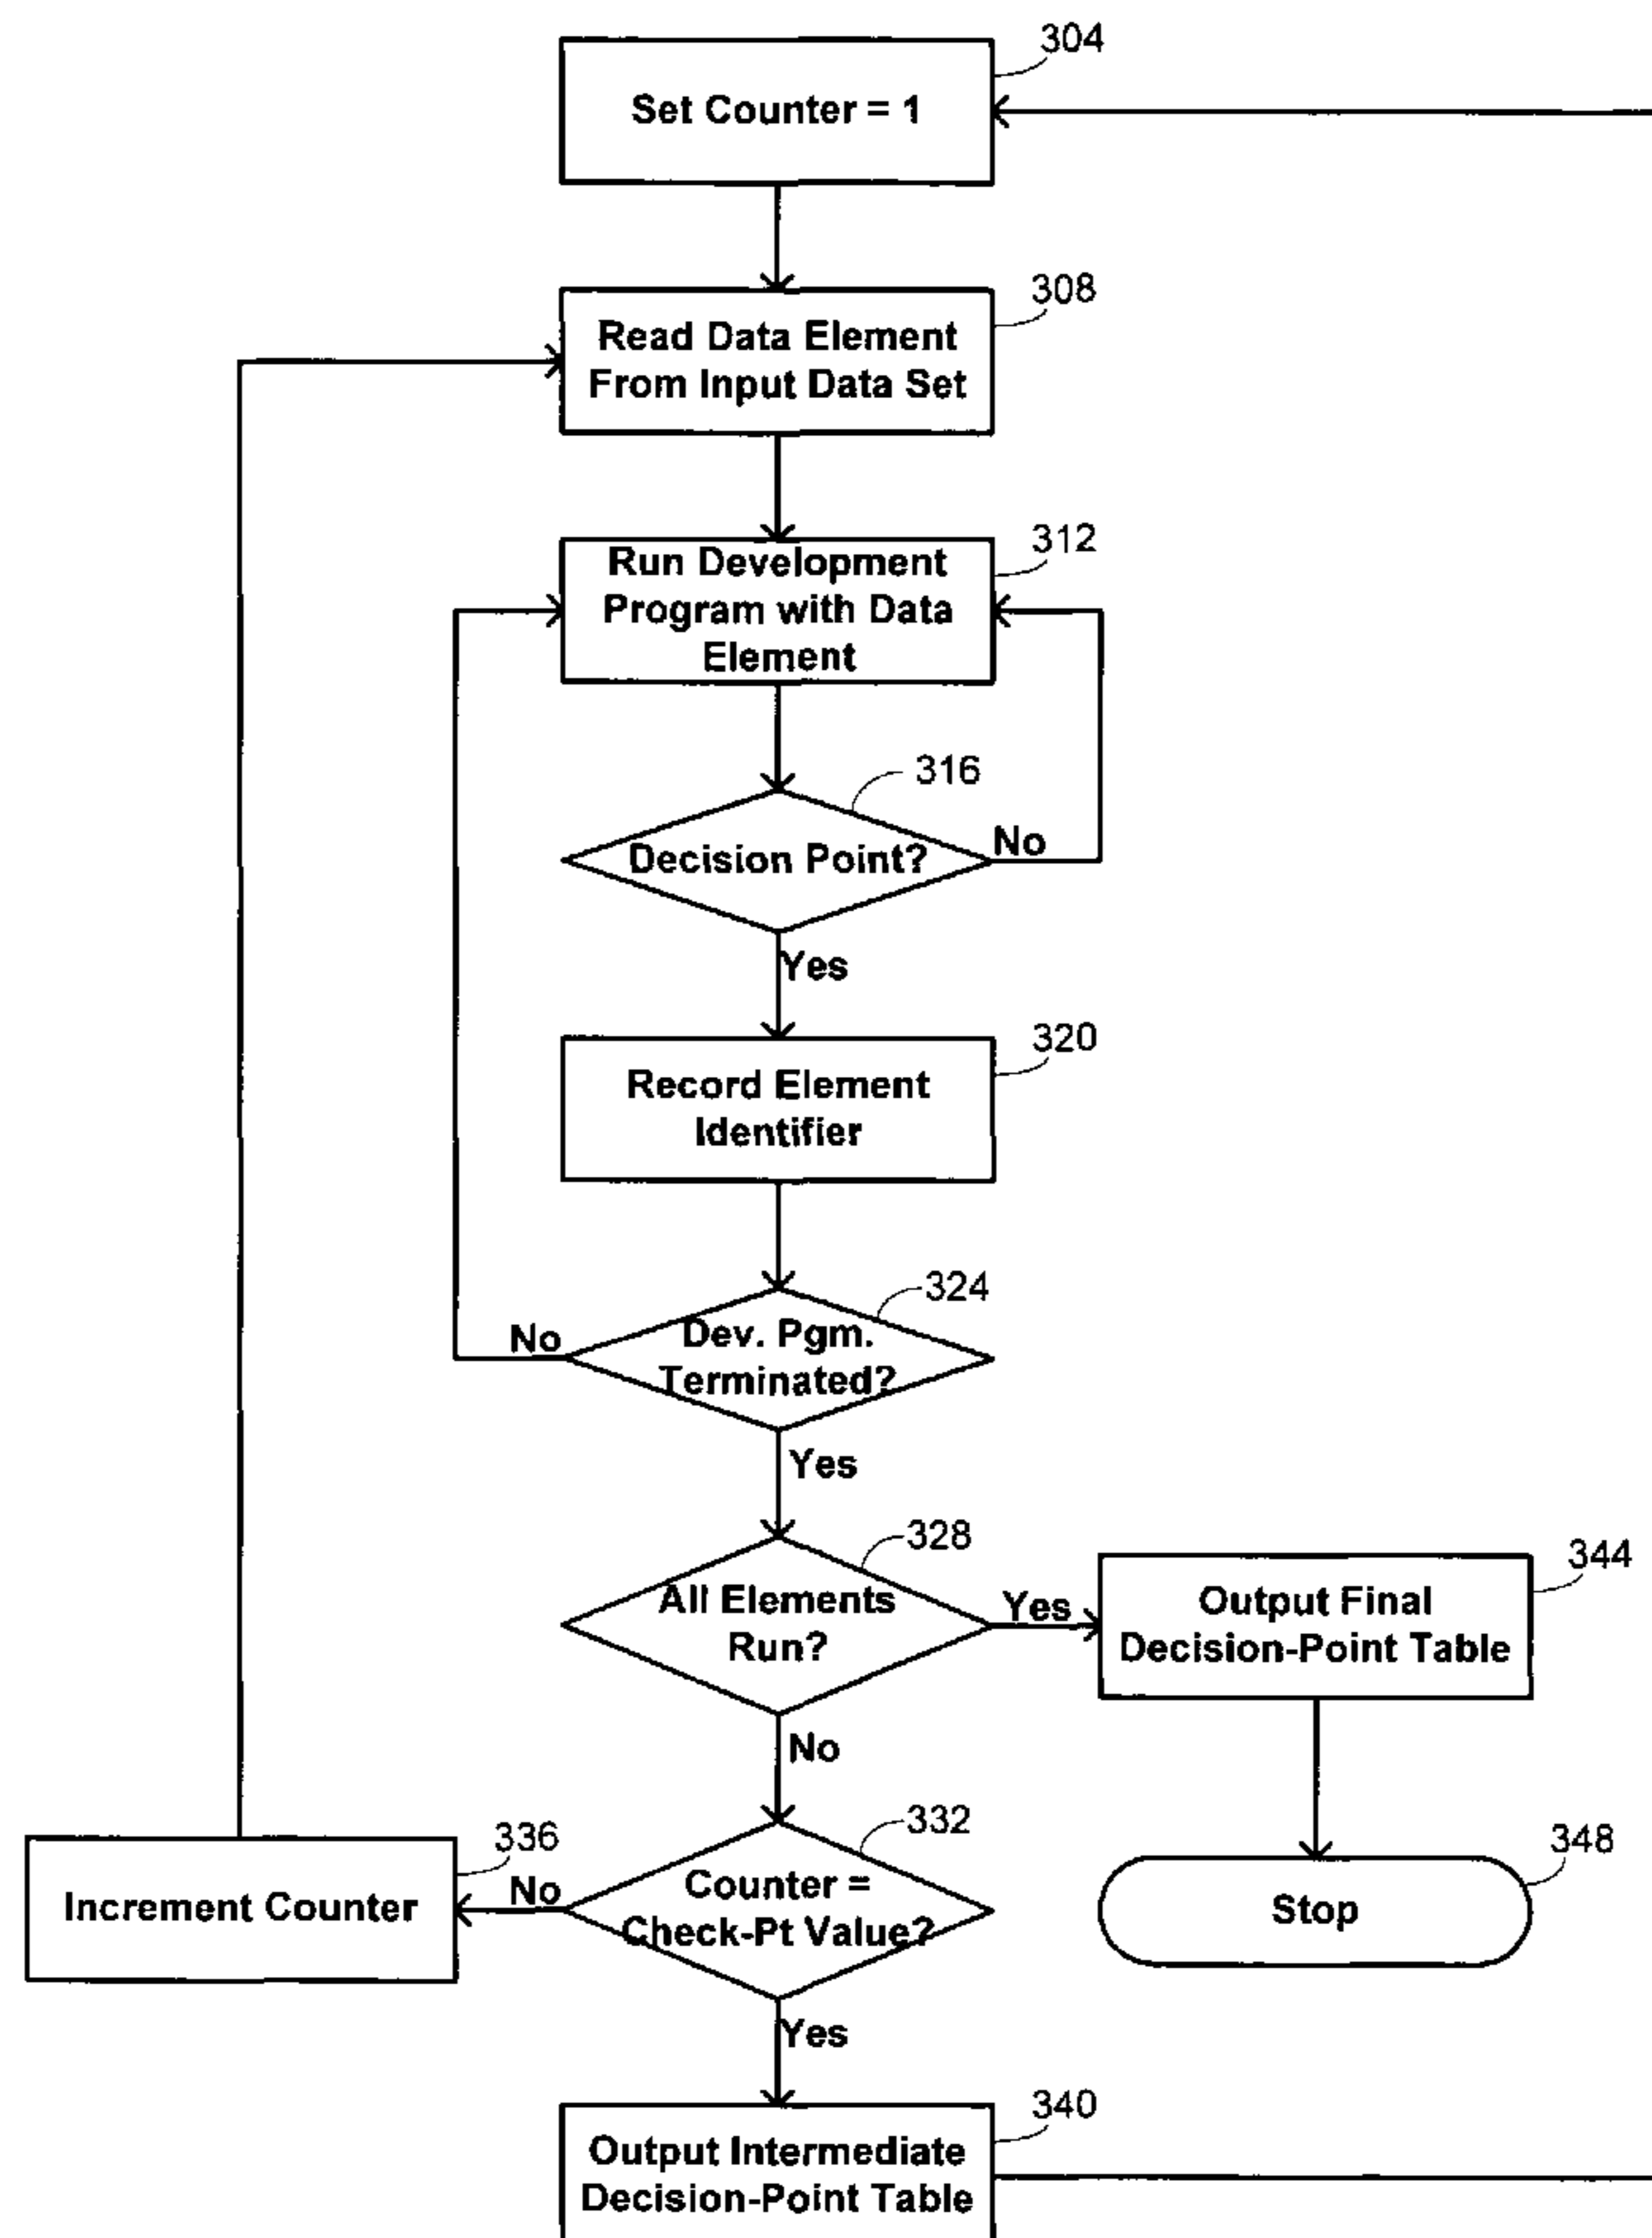 304
Set Counter = 1
308
Read Data Element
From Input Data Set
312
Run Development
Program with Data
Element
316
Decision Point?
No
Yes
320
Record Element
Identifier
324
Dev. Pgm.
Terminated?
No
Yes
328
All Elements
Run?
Yes
344
Output Final
Decision-Point Table
No
332
Counter =
Check-Pt Value?
No
336
Increment Counter
348
Stop
Yes
340
Output Intermediate
Decision-Point Table